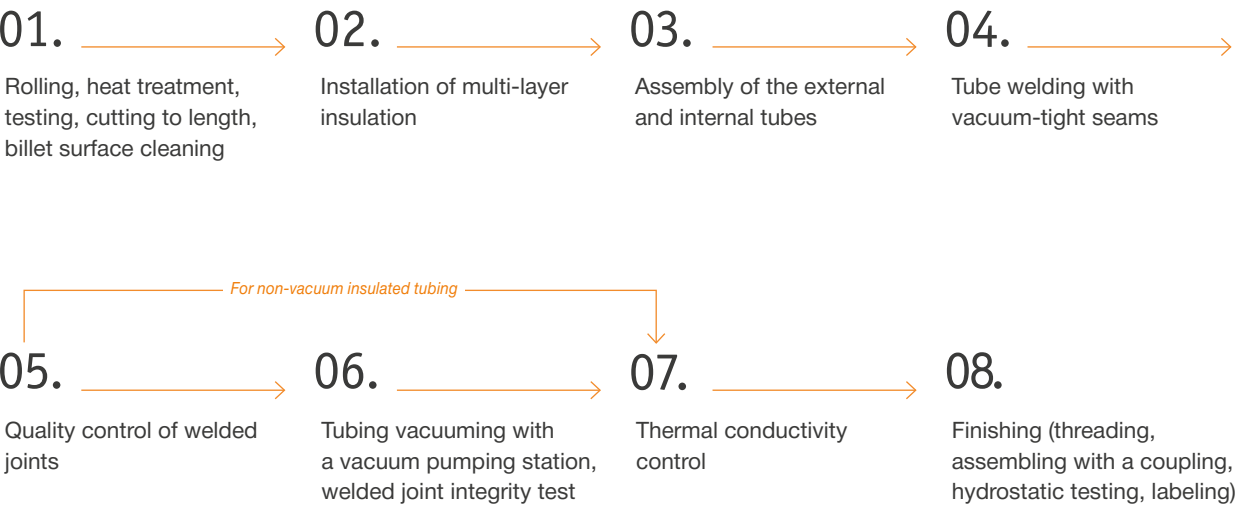 01.
Rolling, heat treatment,
testing, cutting to length,
billet surface cleaning
02.
Installation of multi-layer
insulation
03.
Assembly of the external
and internal tubes
04.
Tube welding with
vacuum-tight seams
For non-vacuum insulated tubing
05.
Quality control of welded
joints
06.
Tubing vacuuming with
a vacuum pumping station,
welded joint integrity test
07.
Thermal conductivity
control
08.
Finishing (threading,
assembling with a coupling,
hydrostatic testing, labeling)